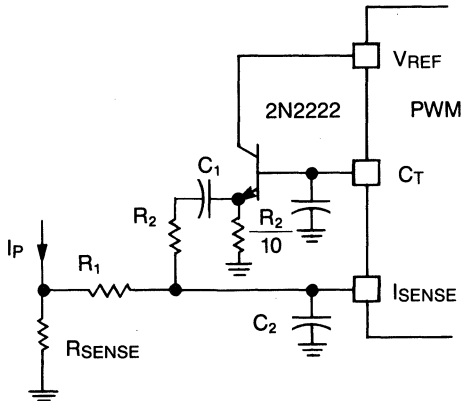 VREF
2N2222
PWM
C1
CT
R2
R2
10
IP
R1
ISENSE
C2
RSENSE